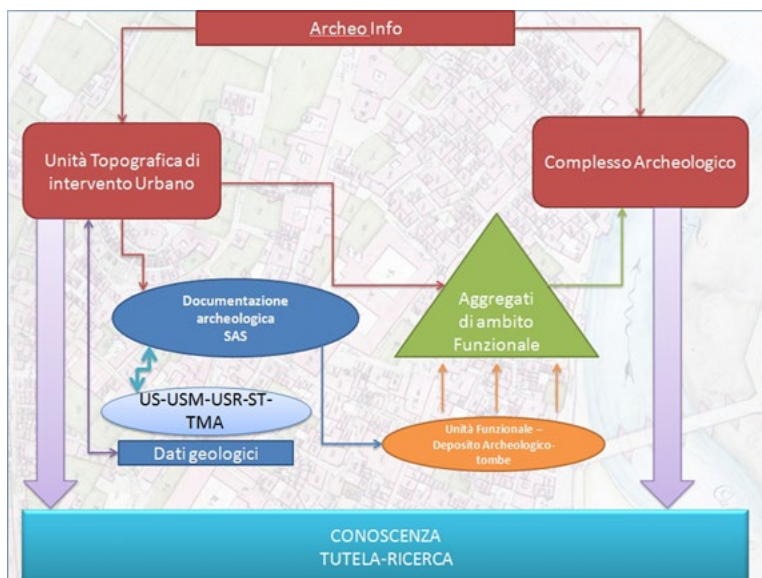 Archeo Info
Unità Topografica di
intervento Urbano
Complesso Archeologico
Documentazione
archeologica
SAS
Aggregati
di ambito
Funzionale
US-USM-USR-ST-
TMA
Dati geologici
Unità Funzionale –
Deposito Archeologico-
tombe
CONOSCENZA
TUTELA-RICERCA